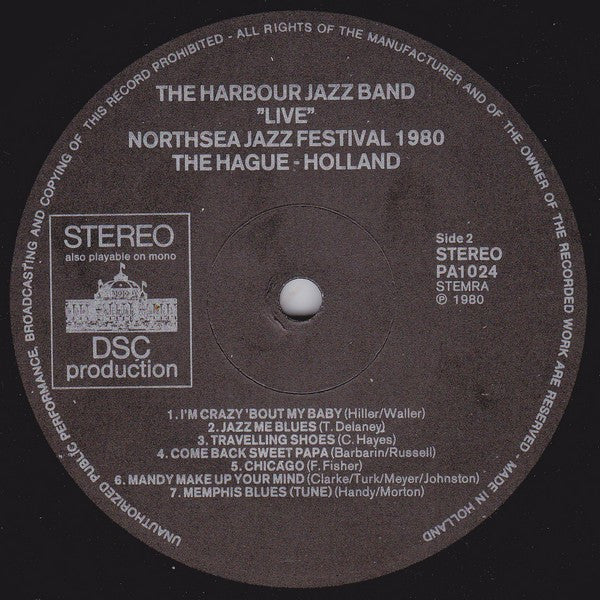 UNAUTHORIZED PUBLIC PERFORMANCE, BROADCASTING AND COPYING OF THIS RECORD PROHIBITED - ALL RIGHTS OF THE MANUFACTURER AND OF THE OWNER OF THE RECORDED WORK ARE RESERVED - MADE IN HOLLAND
THE HARBOUR JAZZ BAND
"LIVE"
NORTHSEA JAZZ FESTIVAL 1980
THE HAGUE - HOLLAND
STEREO
also playable on mono
DSC
production
Side 2
STEREO
PA1024
STEMRA
℗ 1980
1. I'M CRAZY 'BOUT MY BABY (Hiller/Waller)
2. JAZZ ME BLUES (T. Delaney)
3. TRAVELLING SHOES (C. Hayes)
4. COME BACK SWEET PAPA (Barbarin/Russell)
5. CHICAGO (F. Fisher)
6. MANDY MAKE UP YOUR MIND (Clarke/Turk/Meyer/Johnston)
7. MEMPHIS BLUES (TUNE) (Handy/Morton)